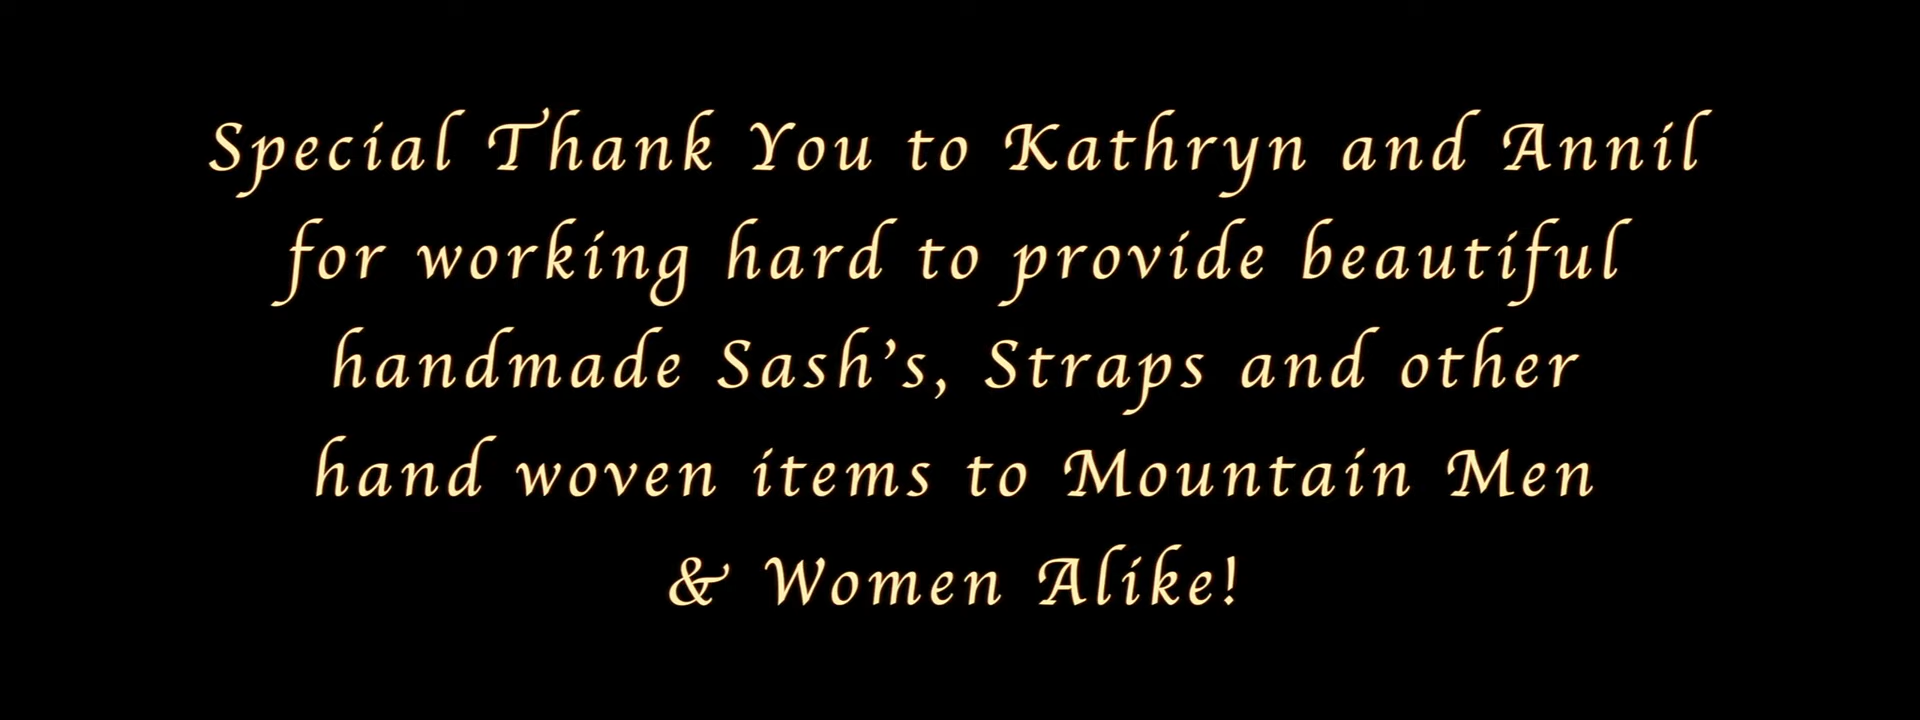 Special Thank You to Kathryn and Annil
for working hard to provide beautiful
handmade Sash’s, Straps and other
hand woven items to Mountain Men
& Women Alike!